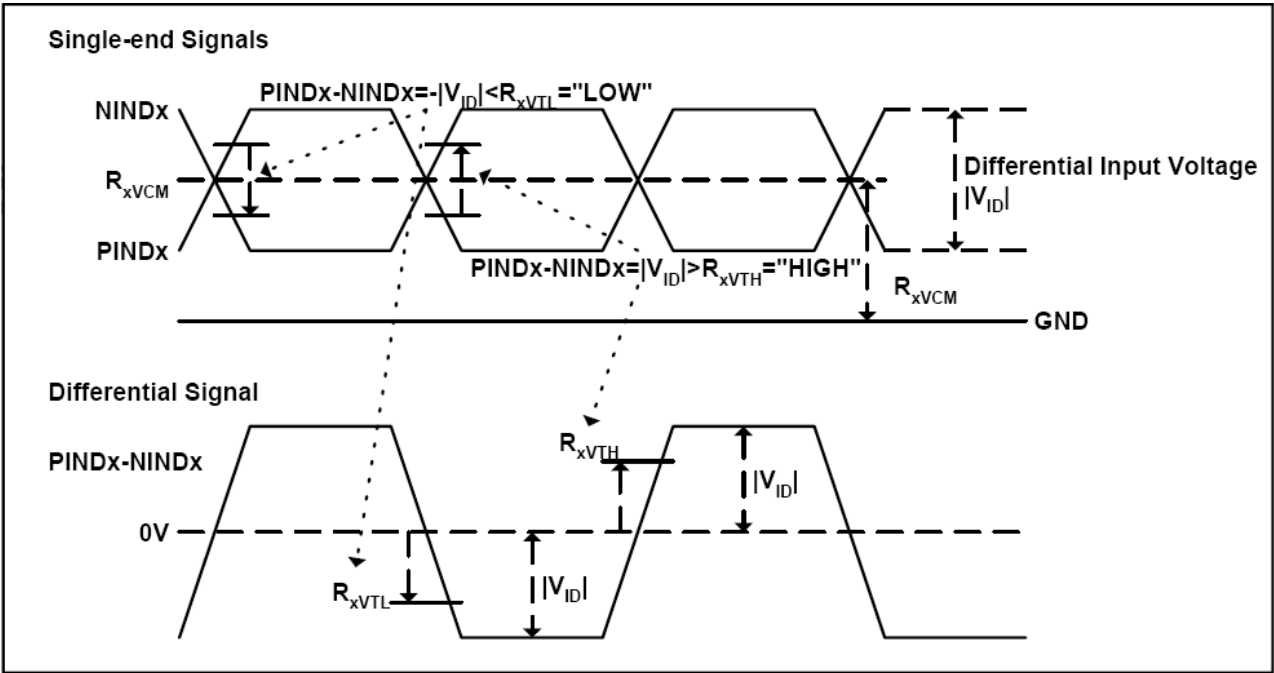 Single-end Signals
PINDx-NINDx=-|VID|<RxVTL="LOW"
NINDx
RxVCM
Differential Input Voltage
|VID|
PINDx
PINDx-NINDx=|VID|>RxVTH="HIGH"
RxVCM
GND
Differential Signal
RxVTH
PINDx-NINDx
|VID|
0V
RxVTL
|VID|